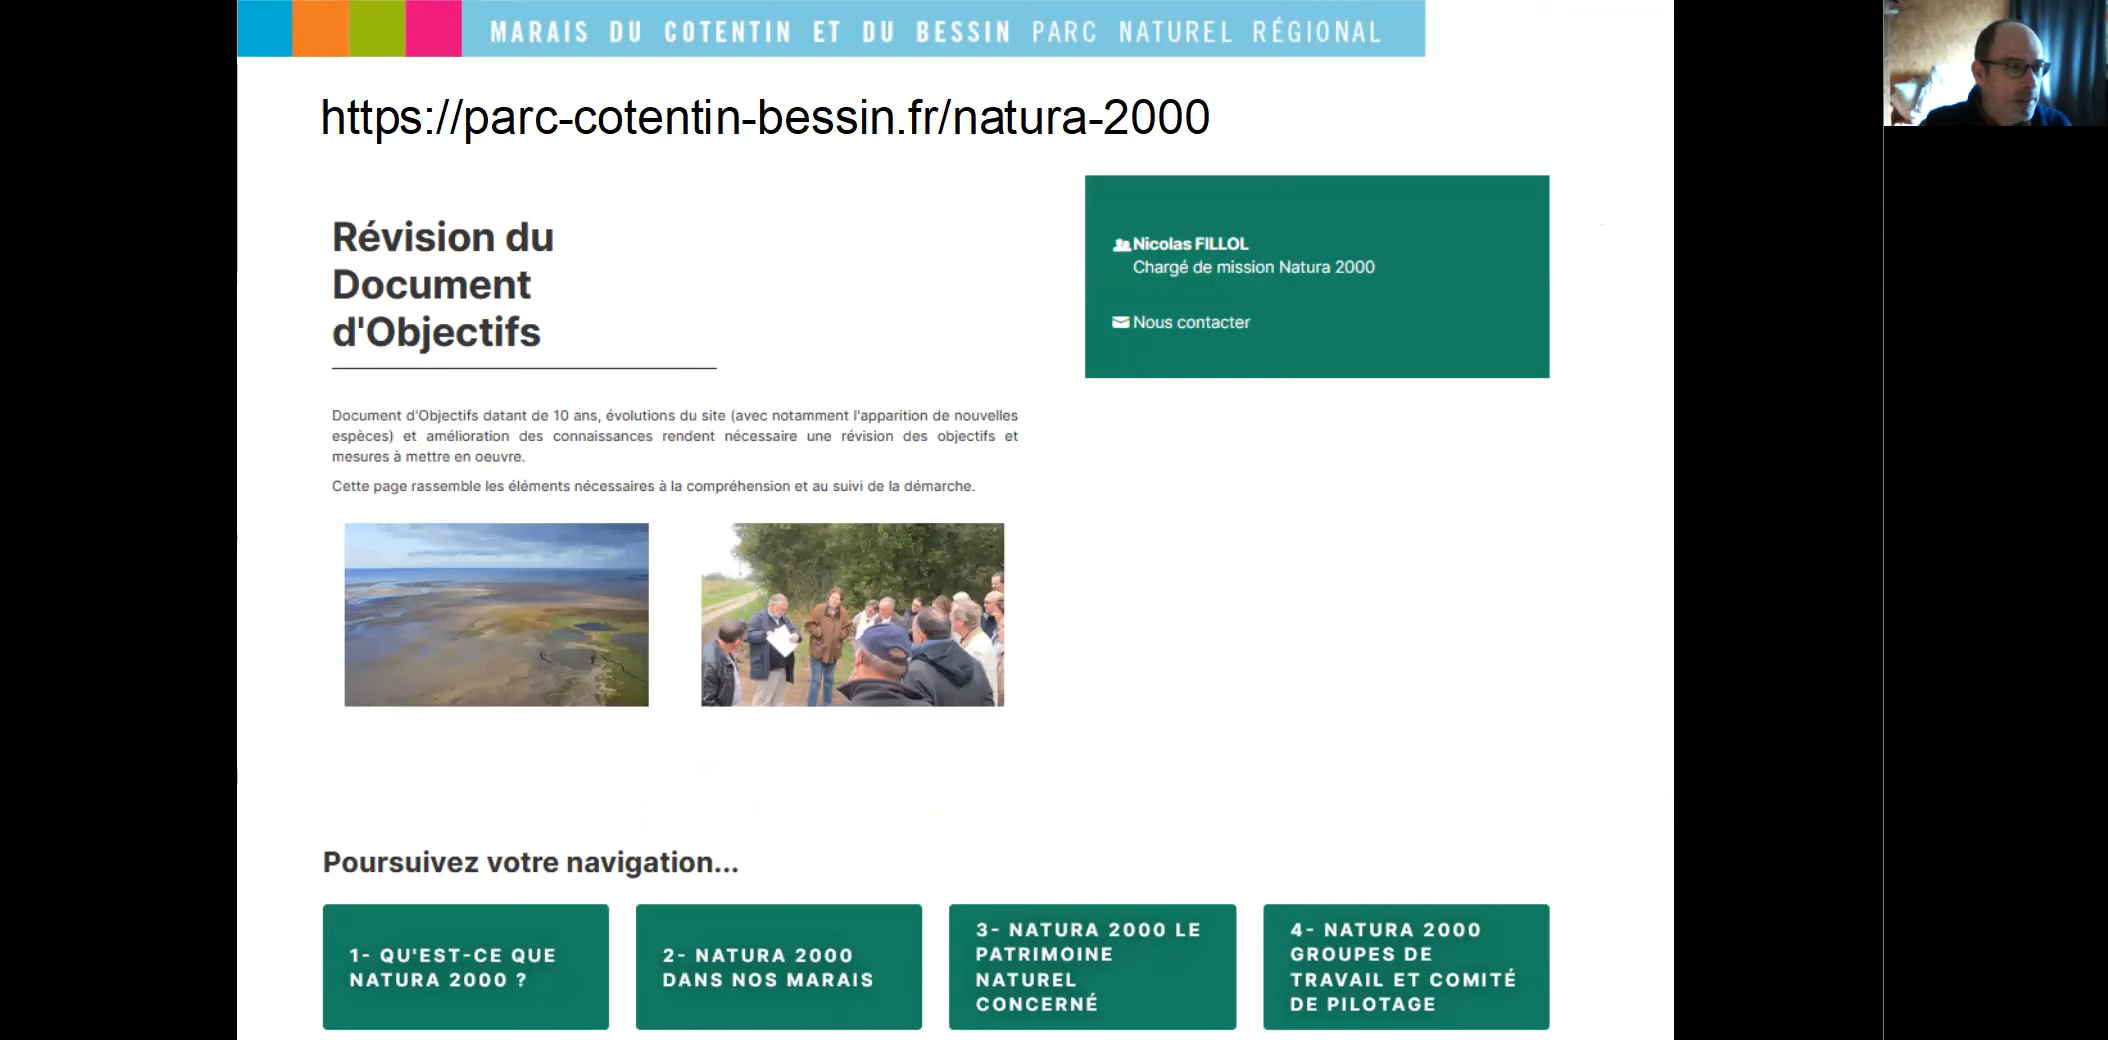 MARAIS DU COTENTIN ET DU BESSIN PARC NATUREL RÉGIONAL
https://parc-cotentin-bessin.fr/natura-2000
Révision du
Document
d'Objectifs
Nicolas FILLOL
Chargé de mission Natura 2000
Nous contacter
Document d'Objectifs datant de 10 ans, évolutions du site (avec notamment l'apparition de nouvelles
espèces) et amélioration des connaissances rendent nécessaire une révision des objectifs et
mesures à mettre en oeuvre.
Cette page rassemble les éléments nécessaires à la compréhension et au suivi de la démarche.
Poursuivez votre navigation...
1- QU'EST-CE QUE
NATURA 2000 ?
2- NATURA 2000
DANS NOS MARAIS
3- NATURA 2000 LE
PATRIMOINE
NATUREL
CONCERNÉ
4- NATURA 2000
GROUPES DE
TRAVAIL ET COMITÉ
DE PILOTAGE